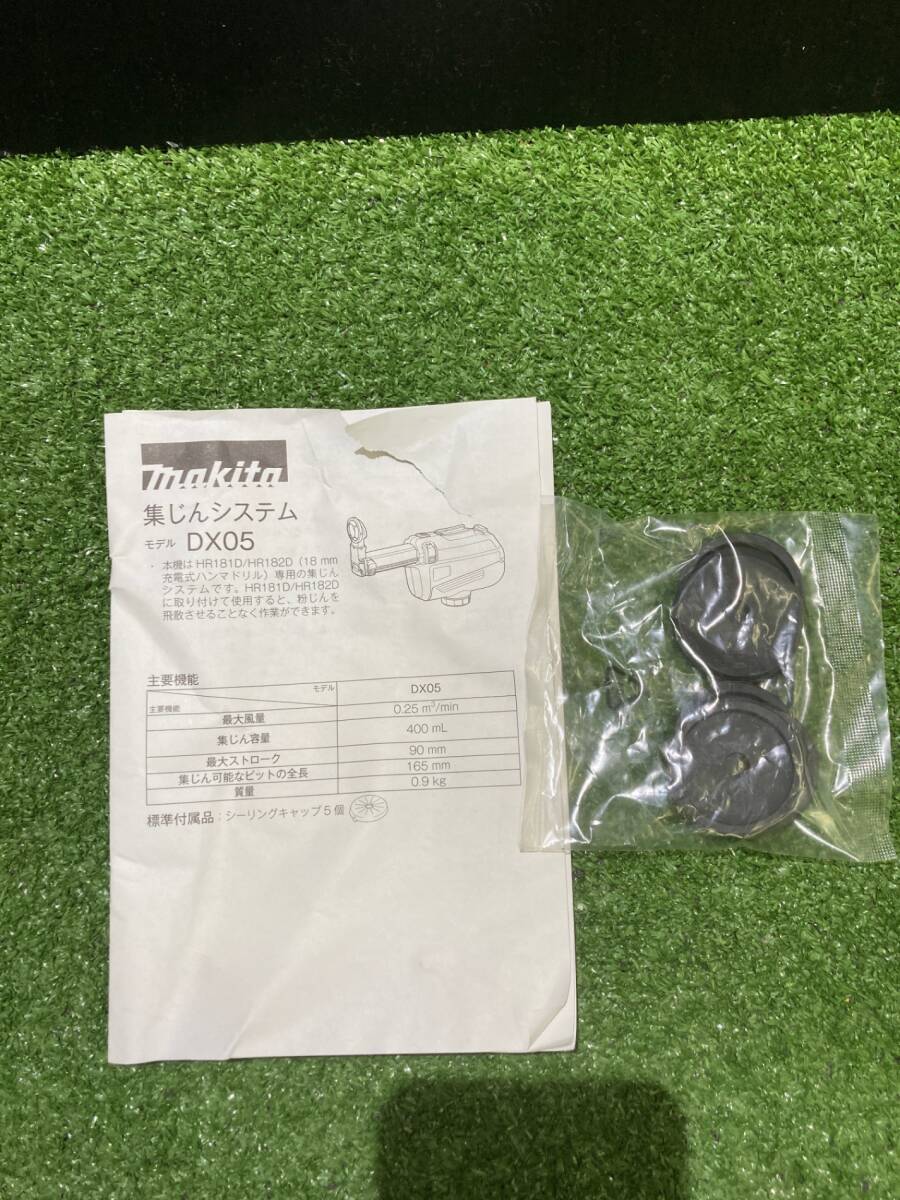 makita
集じんシステム
モデル DX05
・ 本機は HR181D/HR182D（18 mm
充電式ハンマドリル）専用の集じん
システムです。HR181D/HR182D
に取り付けて使用すると、粉じんを
飛散させることなく作業ができます。
主要機能
モデル DX05
主要機能
最大風量 0.25 m³/min
集じん容量 400 mL
最大ストローク 90 mm
集じん可能なビットの全長 165 mm
質量 0.9 kg
標準付属品：シーリングキャップ５個